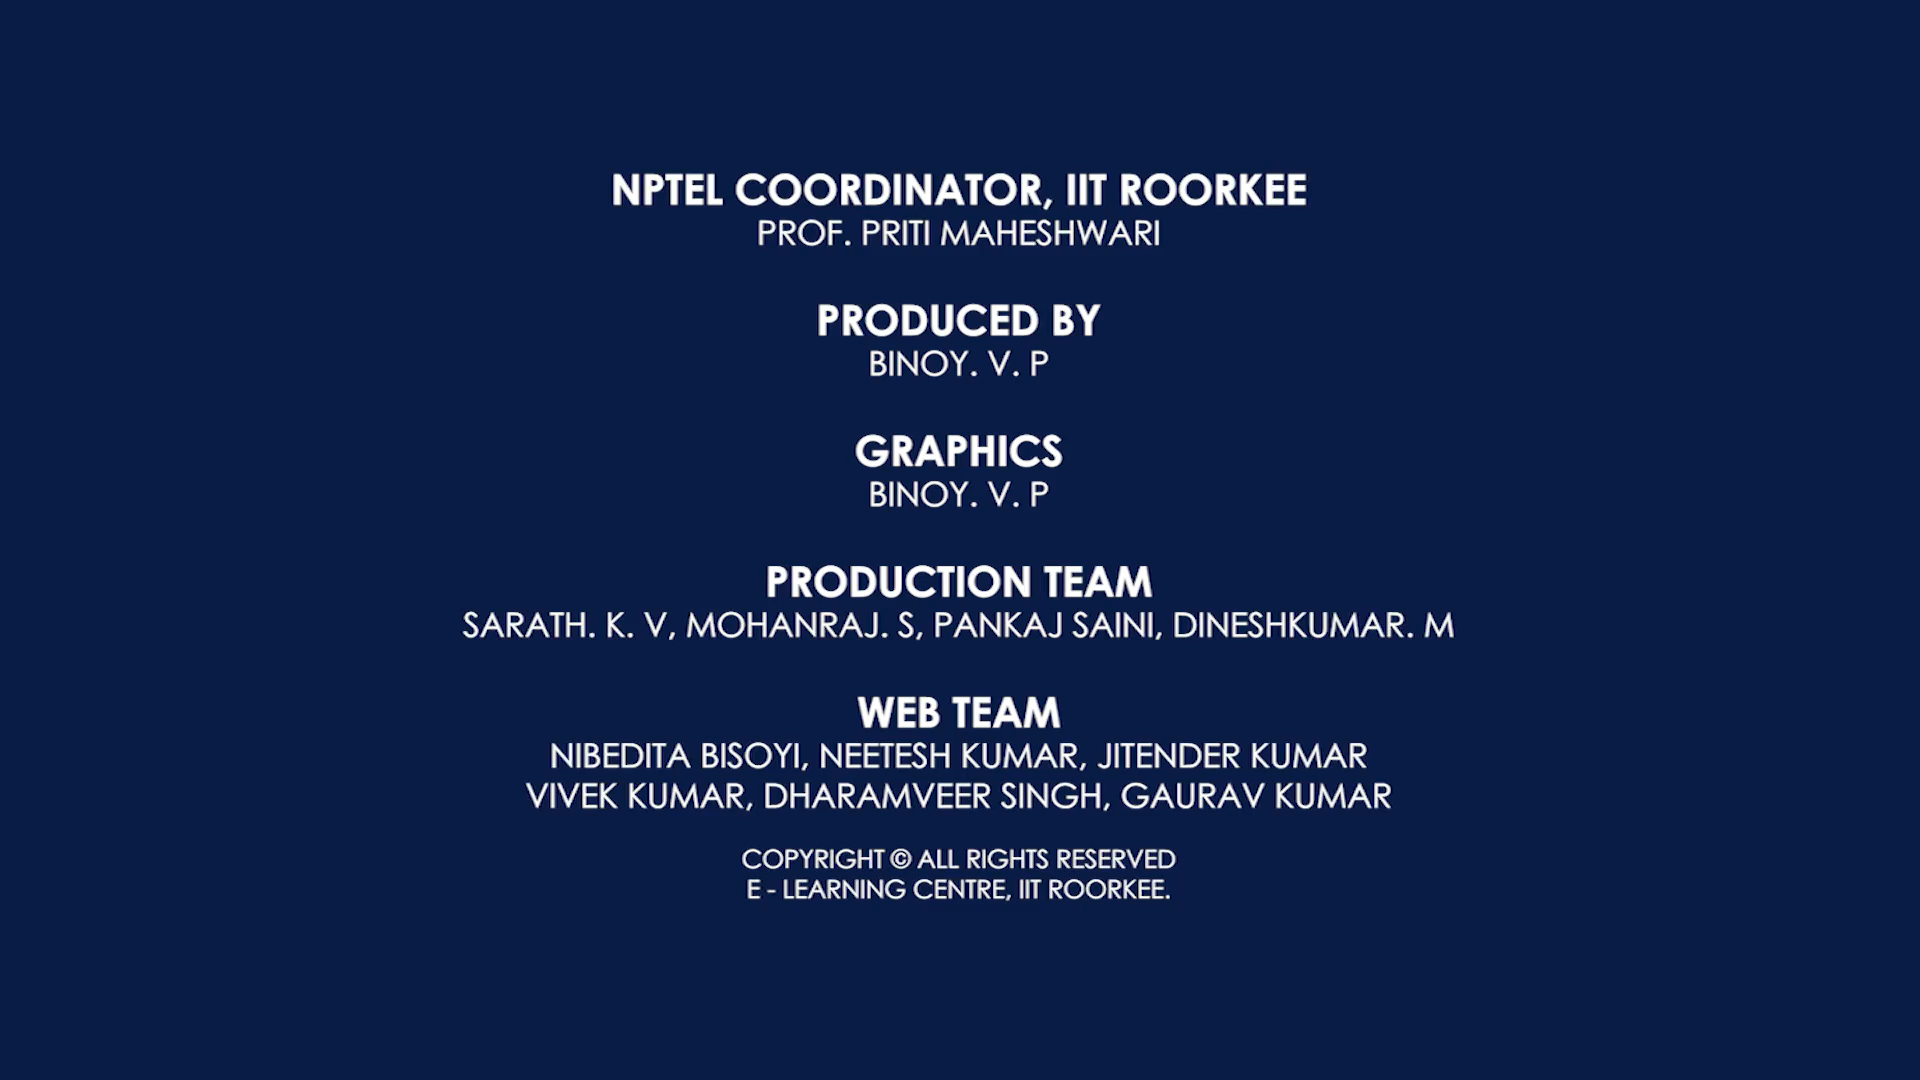 NPTEL COORDINATOR, IIT ROORKEE
PROF. PRITI MAHESHWARI
PRODUCED BY
BINOY. V. P
GRAPHICS
BINOY. V. P
PRODUCTION TEAM
SARATH. K. V, MOHANRAJ. S, PANKAJ SAINI, DINESHKUMAR. M
WEB TEAM
NIBEDITA BISOYI, NEETESH KUMAR, JITENDER KUMAR
VIVEK KUMAR, DHARAMVEER SINGH, GAURAV KUMAR
COPYRIGHT © ALL RIGHTS RESERVED
E - LEARNING CENTRE, IIT ROORKEE.